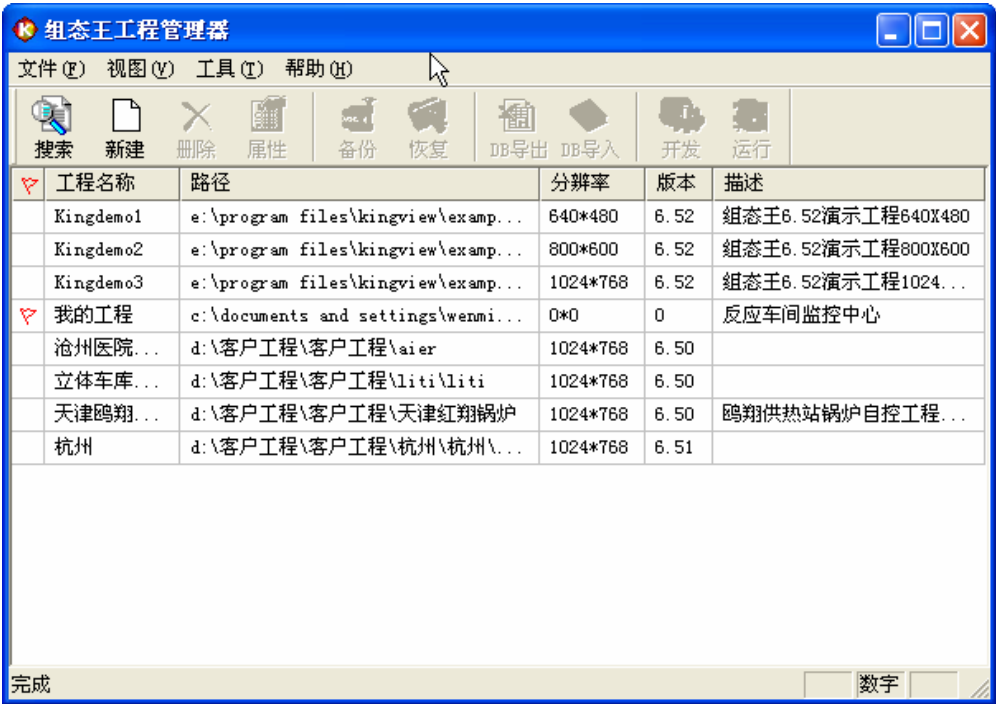 组态王工程管理器
文件(F) 视图(V) 工具(T) 帮助(H)
搜索 新建 删除 属性 备份 恢复 DB导出 DB导入 开发 运行
工程名称 路径 分辨率 版本 描述
Kingdemo1 e:\program files\kingview\examp... 640*480 6.52 组态王6.52演示工程640X480
Kingdemo2 e:\program files\kingview\examp... 800*600 6.52 组态王6.52演示工程800X600
Kingdemo3 e:\program files\kingview\examp... 1024*768 6.52 组态王6.52演示工程1024...
我的工程 c:\documents and settings\wenmi... 0*0 0 反应车间监控中心
沧州医院... d:\客户工程\客户工程\aier 1024*768 6.50
立体车库... d:\客户工程\客户工程\liti\liti 1024*768 6.50
天津鸥翔... d:\客户工程\客户工程\天津红翔锅炉 1024*768 6.50 鸥翔供热站锅炉自控工程...
杭州 d:\客户工程\客户工程\杭州\杭州\... 1024*768 6.51
完成 数字